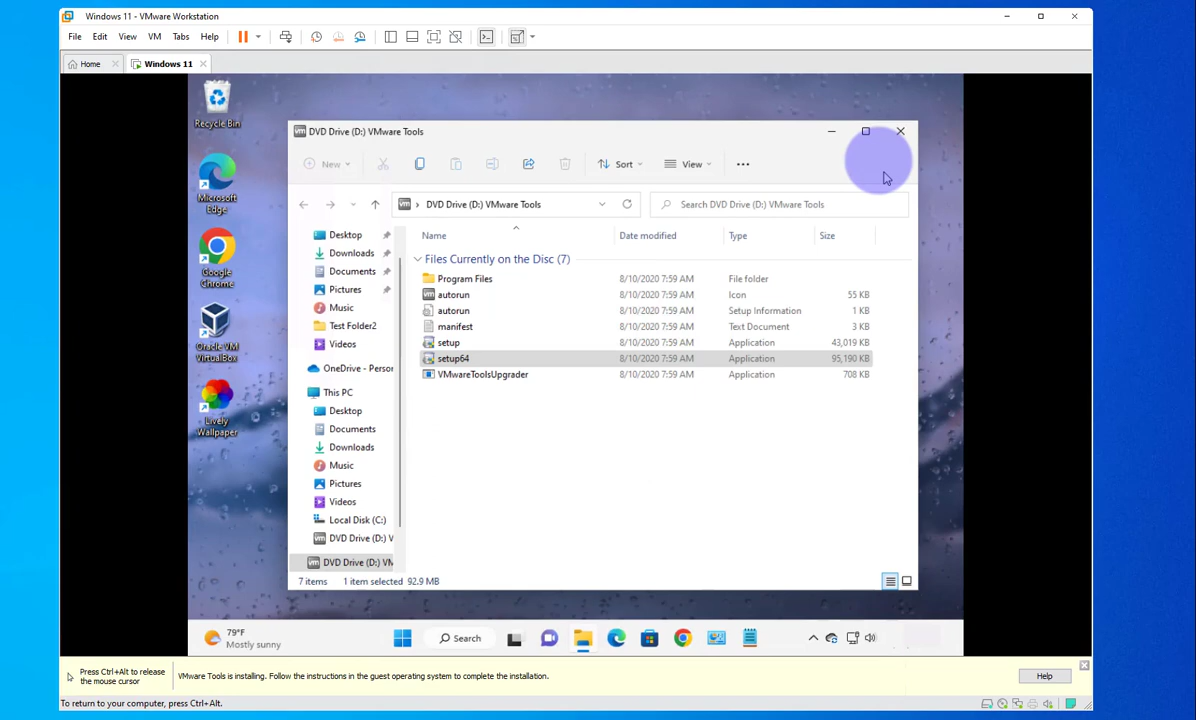 Windows 11 - VMware Workstation
File Edit View VM Tabs Help
Home Windows 11
Recycle Bin
Microsoft
Edge
Google
Chrome
Oracle VM
VirtualBox
Lively
Wallpaper
vm DVD Drive (D:) VMware Tools
New Sort View
vm DVD Drive (D:) VMware Tools Search DVD Drive (D:) VMware Tools
Desktop
Downloads
Documents
Pictures
Music
Test Folder2
Videos
OneDrive - Person
This PC
Desktop
Documents
Downloads
Music
Pictures
Videos
Local Disk (C:)
vm DVD Drive (D:) V
vm DVD Drive (D:) VM
Name Date modified Type Size
Files Currently on the Disc (7)
Program Files 8/10/2020 7:59 AM File folder
vm autorun 8/10/2020 7:59 AM Icon 55 KB
autorun 8/10/2020 7:59 AM Setup Information 1 KB
manifest 8/10/2020 7:59 AM Text Document 3 KB
setup 8/10/2020 7:59 AM Application 43,019 KB
setup64 8/10/2020 7:59 AM Application 95,190 KB
VMwareToolsUpgrader 8/10/2020 7:59 AM Application 708 KB
7 items 1 item selected 92.9 MB
79°F
Mostly sunny
Search
Press Ctrl+Alt to release
the mouse cursor
VMware Tools is installing. Follow the instructions in the guest operating system to complete the installation.
Help
To return to your computer, press Ctrl+Alt.